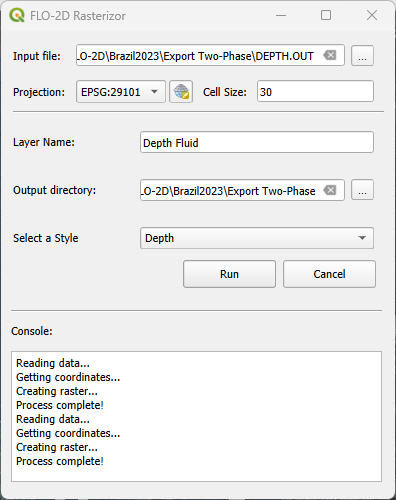 FLO-2D Rasterizor
Input file: LO-2D\Brazil2023\Export Two-Phase\DEPTH.OUT ...
Projection: EPSG:29101 Cell Size: 30
Layer Name: Depth Fluid
Output directory: LO-2D\Brazil2023\Export Two-Phase ...
Select a Style Depth
Run Cancel
Console:
Reading data...
Getting coordinates...
Creating raster...
Process complete!
Reading data...
Getting coordinates...
Creating raster...
Process complete!